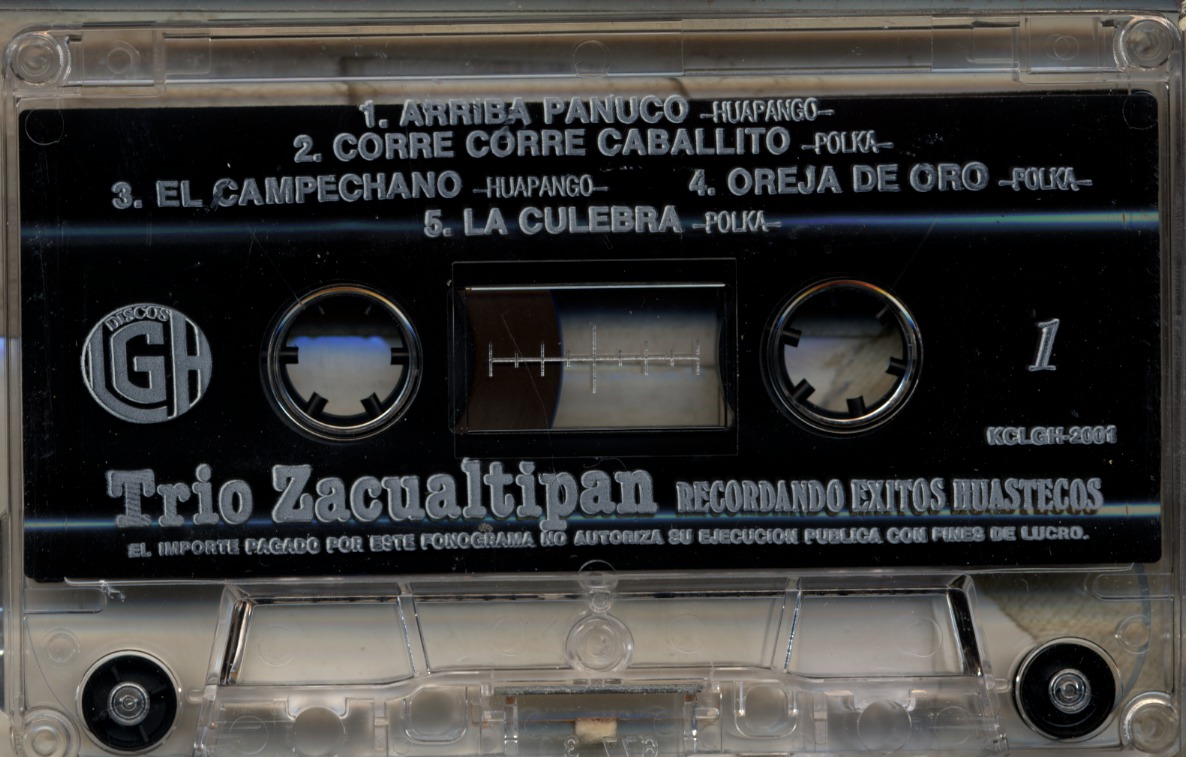 1. ARRIBA PANUCO -HUAPANGO-
2. CORRE CORRE CABALLITO -POLKA-
3. EL CAMPECHANO -HUAPANGO- 4. OREJA DE ORO -POLKA-
5. LA CULEBRA -POLKA-
DISCOS
LGH
1
KCLGH-2001
Trio Zacualtipan RECORDANDO EXITOS HUASTECOS
EL IMPORTE PAGADO POR ESTE FONOGRAMA NO AUTORIZA SU EJECUCION PUBLICA CON FINES DE LUCRO.